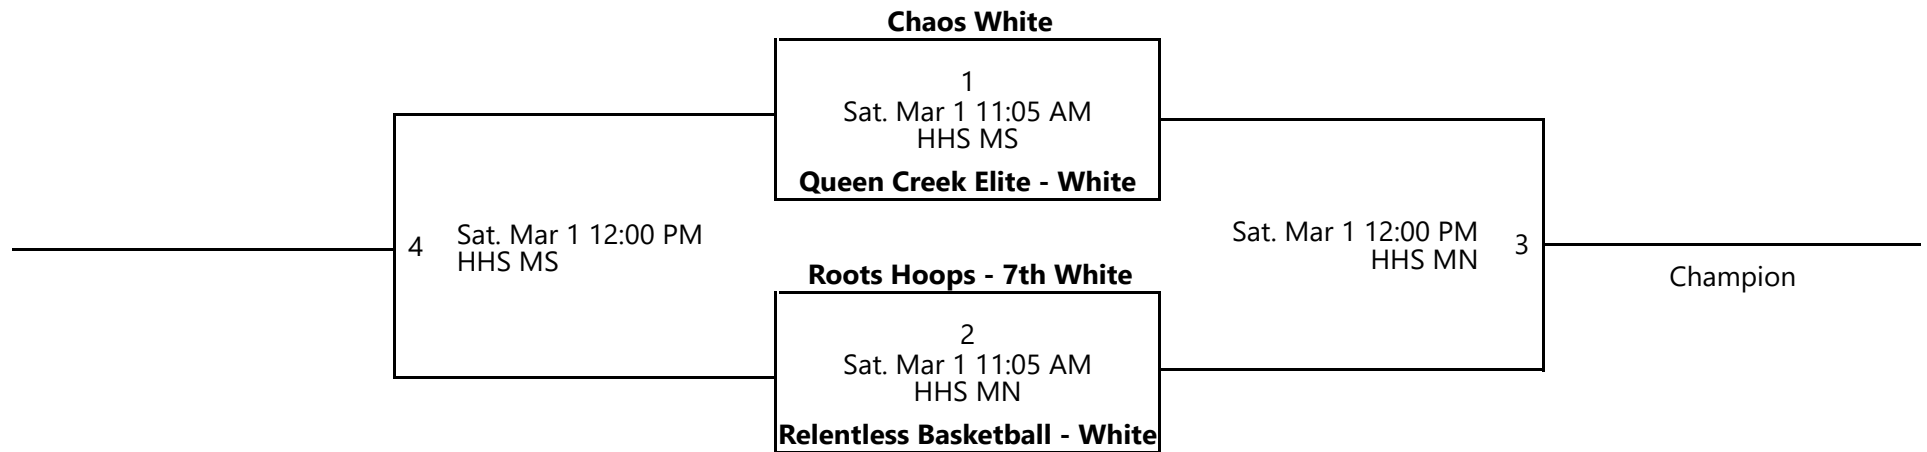 Chaos White
1
Sat. Mar 1 11:05 AM
HHS MS
Queen Creek Elite - White
4
Sat. Mar 1 12:00 PM
HHS MS
Sat. Mar 1 12:00 PM
HHS MN
3
Champion
Roots Hoops - 7th White
2
Sat. Mar 1 11:05 AM
HHS MN
Relentless Basketball - White